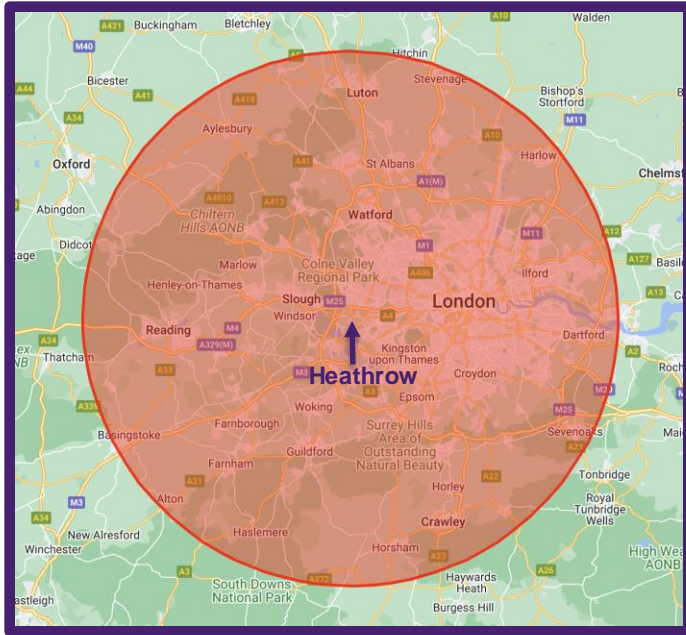 A421
Buckingham
Bletchley
A10
Walden
M40
Hitchin
Bicester
A41
Stevenage
A44
A418
Luton
Bishop's
Stortford
A34
Aylesbury
A10
M11
Oxford
A41
St Albans
Harlow
Chelms
A4010
A1(M)
Abingdon
A413
Watford
Chiltern
Hills AONB
M1
M11
A12
Didcot
Colne Valley
Regional Park
A406
A127
Marlow
Ilford
Basil
Henley-on-Thames
Slough
M25
London
A13
Windsor
A4
Reading
M4
Dartford
A34
A329(M)
Kingston
upon Thames
A2
Thatcham
M3
Heathrow
Croydon
Roch
A33
A3
Epsom
M20
A339
Woking
M25
Basingstoke
Farnborough
Surrey Hills
Area of
Outstanding
Natural Beauty
Sevenoaks
Mai
Farnham
Guildford
A21
A31
A22
Tonbridge
M3
Alton
Horley
Royal
Tunbridge
Wells
A34
New Alresford
Haslemere
Crawley
Winchester
Horsham
A23
High Wea
AONB
A3
A272
A26
South Downs
National Park
Haywards
Heath
astleigh
Burgess Hill